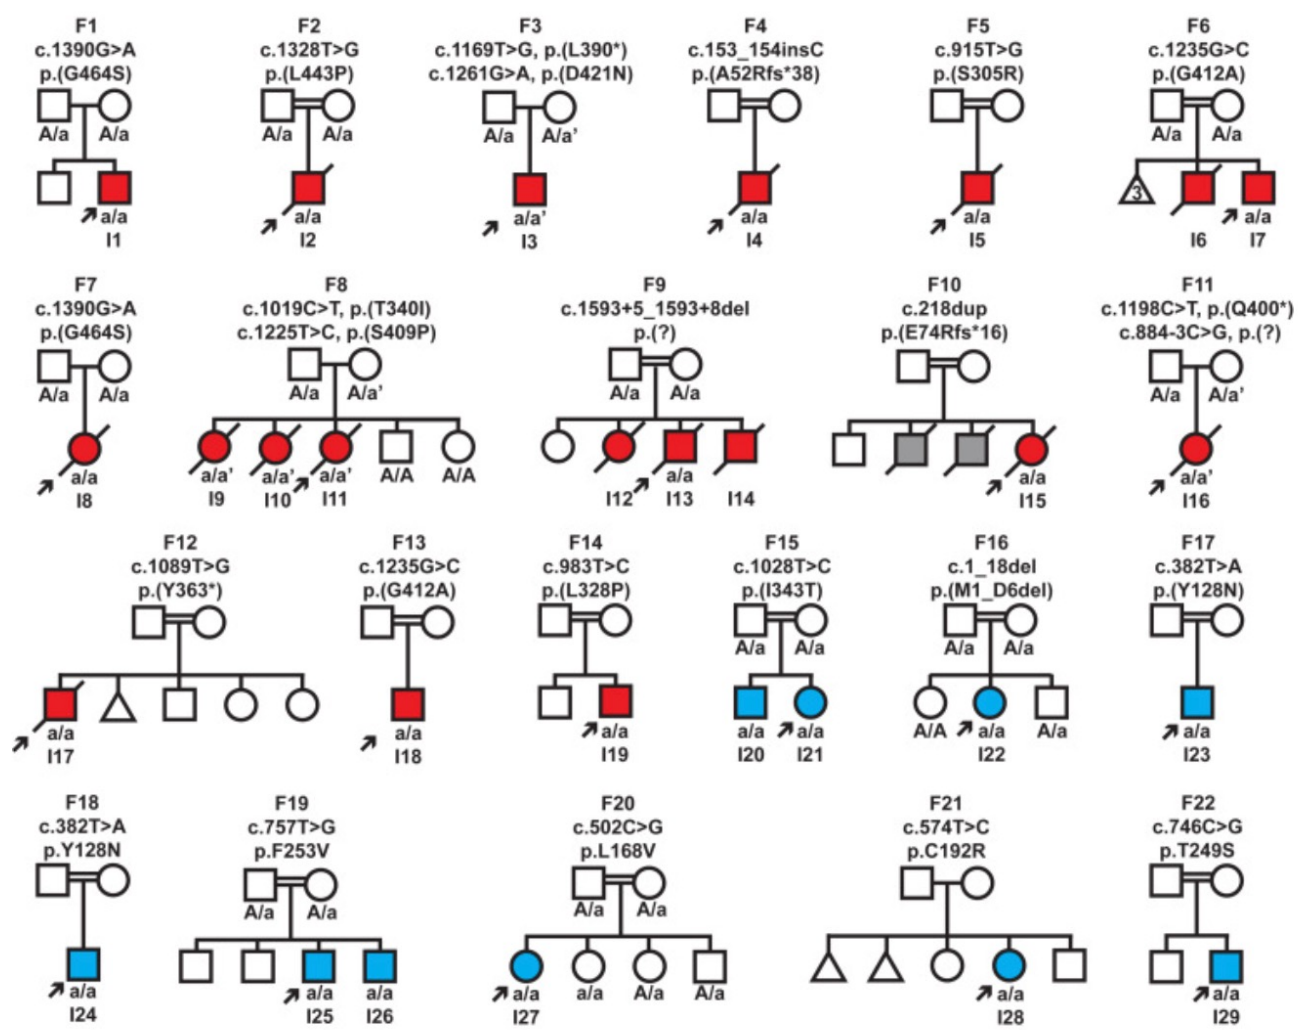 F1 F2 F3 F4 F5 F6
c.1390G>A c.1328T>G c.1169T>G, p.(L390*) c.153_154insC c.915T>G c.1235G>C
p.(G464S) p.(L443P) c.1261G>A, p.(D421N) p.(A52Rfs*38) p.(S305R) p.(G412A)
A/a A/a A/a A/a A/a A/a' A/a A/a
3
a/a a/a a/a' a/a a/a a/a
I1 I2 I3 I4 I5 I6 I7
F7 F8 F9 F10 F11
c.1390G>A c.1019C>T, p.(T340I) c.1593+5_1593+8del c.218dup c.1198C>T, p.(Q400*)
p.(G464S) c.1225T>C, p.(S409P) p.(?) p.(E74Rfs*16) c.884-3C>G, p.(?)
A/a A/a A/a A/a' A/a A/a A/a A/a'
a/a a/a' a/a' a/a' A/A A/A a/a a/a a/a'
I8 I9 I10 I11 I12 I13 I14 I15 I16
F12 F13 F14 F15 F16 F17
c.1089T>G c.1235G>C c.983T>C c.1028T>C c.1_18del c.382T>A
p.(Y363*) p.(G412A) p.(L328P) p.(I343T) p.(M1_D6del) p.(Y128N)
A/a A/a A/a A/a
a/a a/a a/a a/a a/a A/A a/a A/a a/a
I17 I18 I19 I20 I21 I22 I23
F18 F19 F20 F21 F22
c.382T>A c.757T>G c.502C>G c.574T>C c.746C>G
p.Y128N p.F253V p.L168V p.C192R p.T249S
A/a A/a A/a A/a
a/a a/a a/a a/a a/a A/a A/a a/a a/a
I24 I25 I26 I27 I28 I29